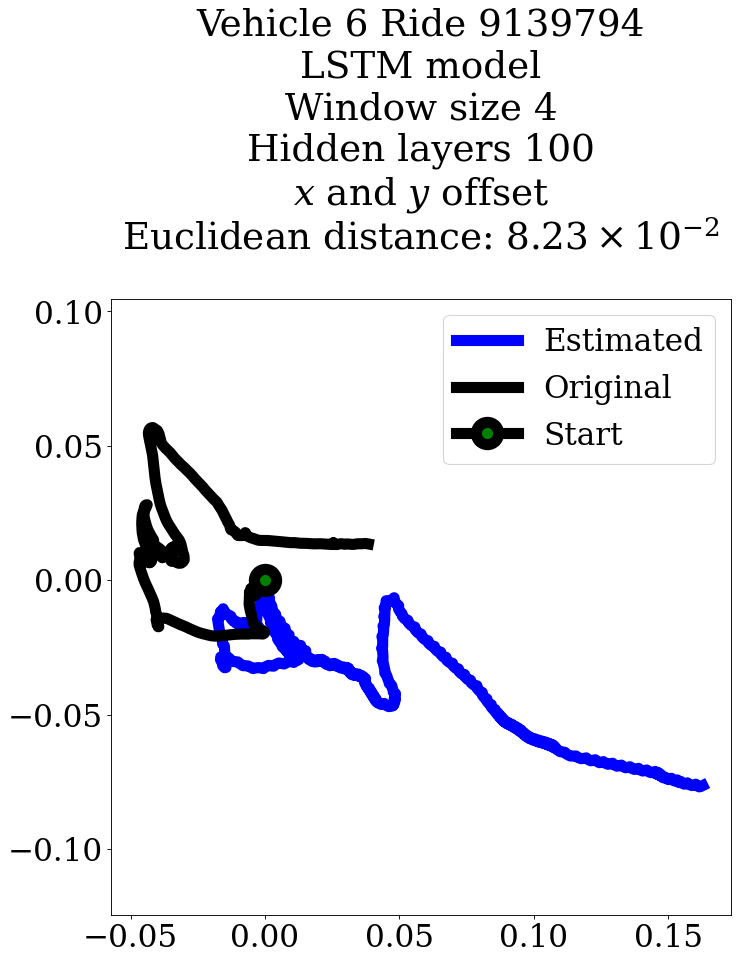 Vehicle 6 Ride 9139794
LSTM model
Window size 4
Hidden layers 100
x and y offset
Euclidean distance: 8.23 × 10⁻²
0.10
0.05
0.00
−0.05
−0.10
Estimated
Original
Start
−0.05 0.00 0.05 0.10 0.15